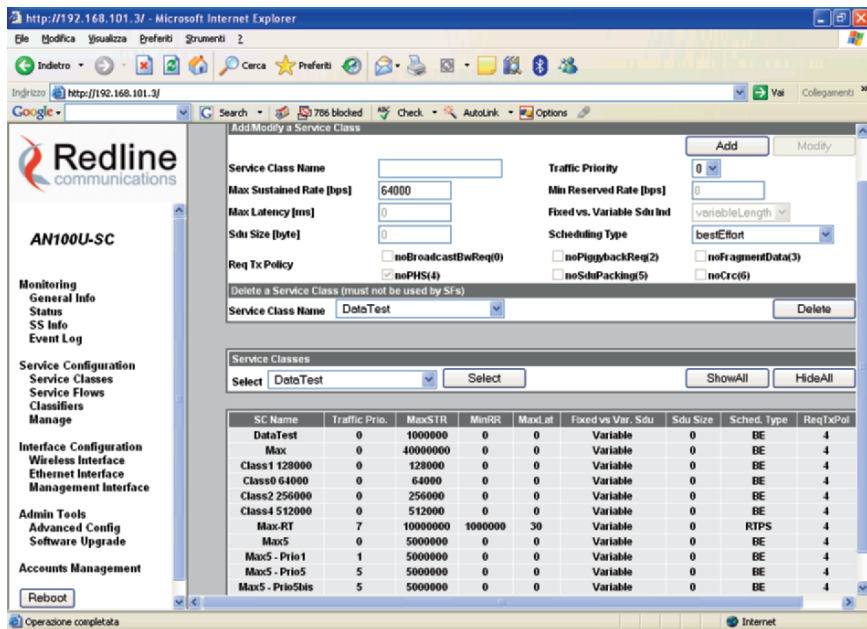 http://192.168.101.3/ - Microsoft Internet Explorer
File Modifica Visualizza Preferiti Strumenti ?
Indietro Cerca Preferiti
Indirizzo http://192.168.101.3/ Vai Collegamenti »
Google Search 786 blocked Check AutoLink Options
Redline
communications
AN100U-SC
Monitoring
General Info
Status
SS Info
Event Log
Service Configuration
Service Classes
Service Flows
Classifiers
Manage
Interface Configuration
Wireless Interface
Ethernet Interface
Management Interface
Admin Tools
Advanced Config
Software Upgrade
Accounts Management
Reboot
Add/Modify a Service Class
Add Modify
Service Class Name Traffic Priority 0
Max Sustained Rate [bps] 64000 Min Reserved Rate [bps] 0
Max Latency [ms] 0 Fixed vs. Variable Sdu Ind variableLength
Sdu Size [byte] 0 Scheduling Type bestEffort
Req Tx Policy noBroadcastBwReq(0) noPiggybackReq(2) noFragmentData(3)
noPHS(4) noSduPacking(5) noCrc(6)
Delete a Service Class (must not be used by SFs)
Service Class Name DataTest Delete
Service Classes
Select DataTest Select ShowAll HideAll
SC Name Traffic Prio. MaxSTR MinRR MaxLat Fixed vs Var. Sdu Sdu Size Sched. Type ReqTxPol
DataTest 0 1000000 0 0 Variable 0 BE 4
Max 0 40000000 0 0 Variable 0 BE 4
Class1 128000 0 128000 0 0 Variable 0 BE 4
Class0 64000 0 64000 0 0 Variable 0 BE 4
Class2 256000 0 256000 0 0 Variable 0 BE 4
Class4 512000 0 512000 0 0 Variable 0 BE 4
Max-RT 7 10000000 1000000 30 Variable 0 RTPS 4
Max5 0 5000000 0 0 Variable 0 BE 4
Max5 - Prio1 1 5000000 0 0 Variable 0 BE 4
Max5 - Prio5 5 5000000 0 0 Variable 0 BE 4
Max5 - Prio5bis 5 5000000 0 0 Variable 0 BE 4
Operazione completata Internet